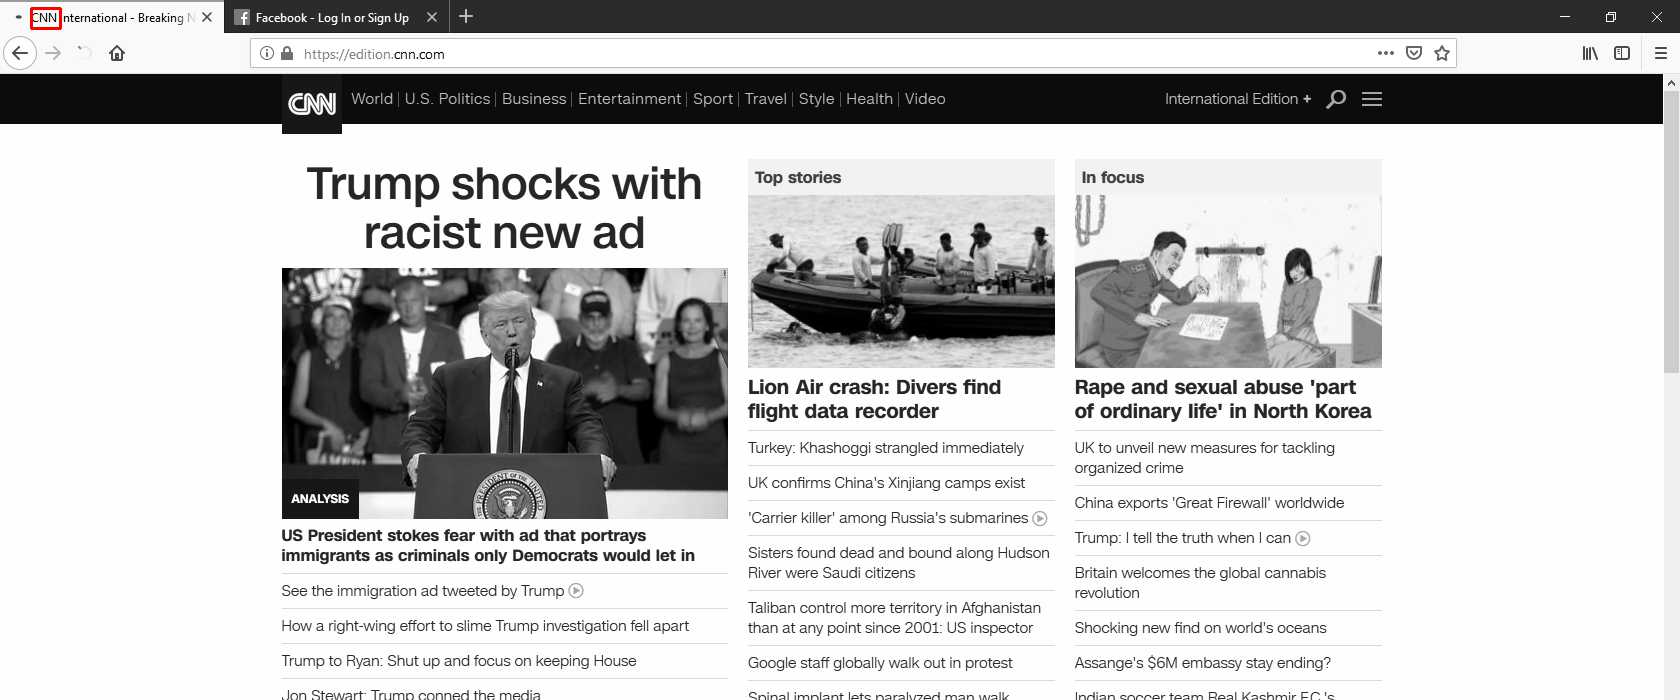 CNN International - Breaking N
Facebook - Log In or Sign Up
https://edition.cnn.com
CNN
World | U.S. Politics | Business | Entertainment | Sport | Travel | Style | Health | Video
International Edition +
Trump shocks with
racist new ad
ANALYSIS
US President stokes fear with ad that portrays
immigrants as criminals only Democrats would let in
See the immigration ad tweeted by Trump
How a right-wing effort to slime Trump investigation fell apart
Trump to Ryan: Shut up and focus on keeping House
Jon Stewart: Trump conned the media
Top stories
Lion Air crash: Divers find
flight data recorder
Turkey: Khashoggi strangled immediately
UK confirms China's Xinjiang camps exist
'Carrier killer' among Russia's submarines
Sisters found dead and bound along Hudson
River were Saudi citizens
Taliban control more territory in Afghanistan
than at any point since 2001: US inspector
Google staff globally walk out in protest
Spinal implant lets paralyzed man walk
In focus
Rape and sexual abuse 'part
of ordinary life' in North Korea
UK to unveil new measures for tackling
organized crime
China exports 'Great Firewall' worldwide
Trump: I tell the truth when I can
Britain welcomes the global cannabis
revolution
Shocking new find on world's oceans
Assange's $6M embassy stay ending?
Indian soccer team Real Kashmir F.C.'s